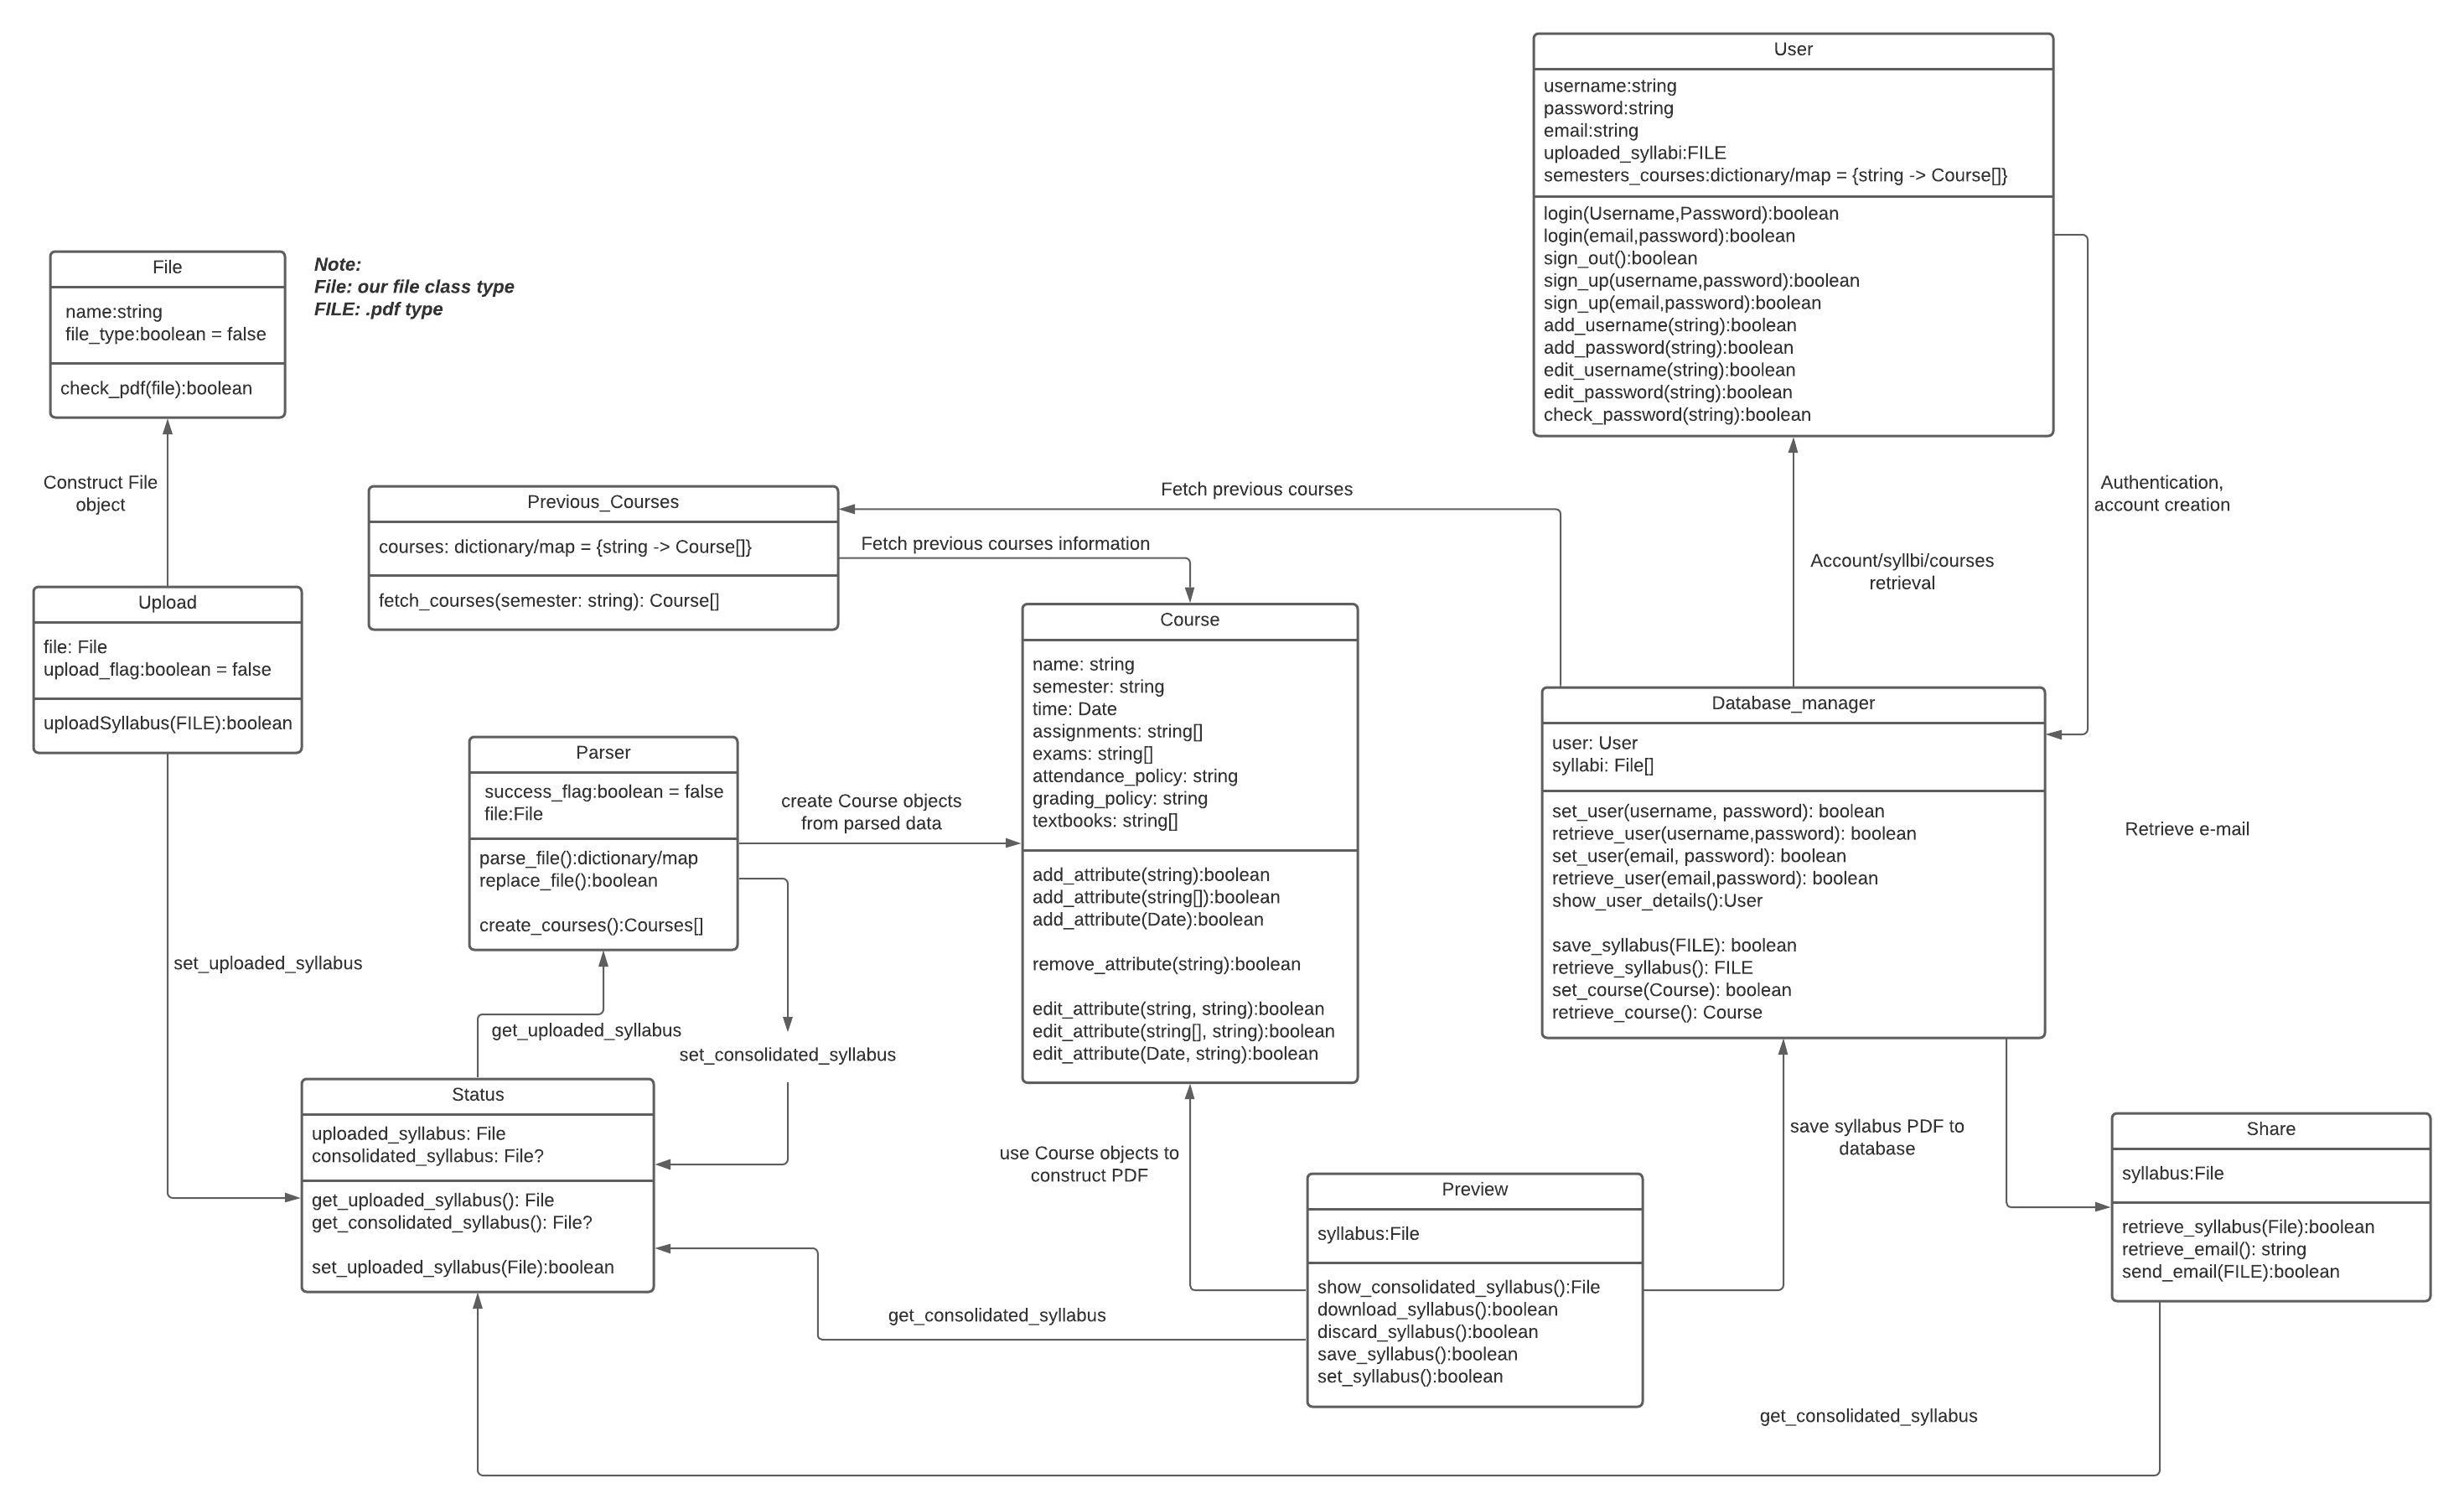 User
username:string
password:string
email:string
uploaded_syllabi:FILE
semesters_courses:dictionary/map = {string -> Course[]}
login(Username,Password):boolean
login(email,password):boolean
sign_out():boolean
sign_up(username,password):boolean
sign_up(email,password):boolean
add_username(string):boolean
add_password(string):boolean
edit_username(string):boolean
edit_password(string):boolean
check_password(string):boolean
File
name:string
file_type:boolean = false
check_pdf(file):boolean
Note:
File: our file class type
FILE: .pdf type
Construct File
object
Previous_Courses
courses: dictionary/map = {string -> Course[]}
fetch_courses(semester: string): Course[]
Fetch previous courses
Fetch previous courses information
Authentication,
account creation
Account/syllbi/courses
retrieval
Upload
file: File
upload_flag:boolean = false
uploadSyllabus(FILE):boolean
Course
name: string
semester: string
time: Date
assignments: string[]
exams: string[]
attendance_policy: string
grading_policy: string
textbooks: string[]
add_attribute(string):boolean
add_attribute(string[]):boolean
add_attribute(Date):boolean
remove_attribute(string):boolean
edit_attribute(string, string):boolean
edit_attribute(string[], string):boolean
edit_attribute(Date, string):boolean
Database_manager
user: User
syllabi: File[]
set_user(username, password): boolean
retrieve_user(username,password): boolean
set_user(email, password): boolean
retrieve_user(email,password): boolean
show_user_details():User
save_syllabus(FILE): boolean
retrieve_syllabus(): FILE
set_course(Course): boolean
retrieve_course(): Course
Retrieve e-mail
Parser
success_flag:boolean = false
file:File
parse_file():dictionary/map
replace_file():boolean
create_courses():Courses[]
create Course objects
from parsed data
set_uploaded_syllabus
get_uploaded_syllabus
set_consolidated_syllabus
Status
uploaded_syllabus: File
consolidated_syllabus: File?
get_uploaded_syllabus(): File
get_consolidated_syllabus(): File?
set_uploaded_syllabus(File):boolean
use Course objects to
construct PDF
save syllabus PDF to
database
Share
syllabus:File
retrieve_syllabus(File):boolean
retrieve_email(): string
send_email(FILE):boolean
Preview
syllabus:File
show_consolidated_syllabus():File
download_syllabus():boolean
discard_syllabus():boolean
save_syllabus():boolean
set_syllabus():boolean
get_consolidated_syllabus
get_consolidated_syllabus